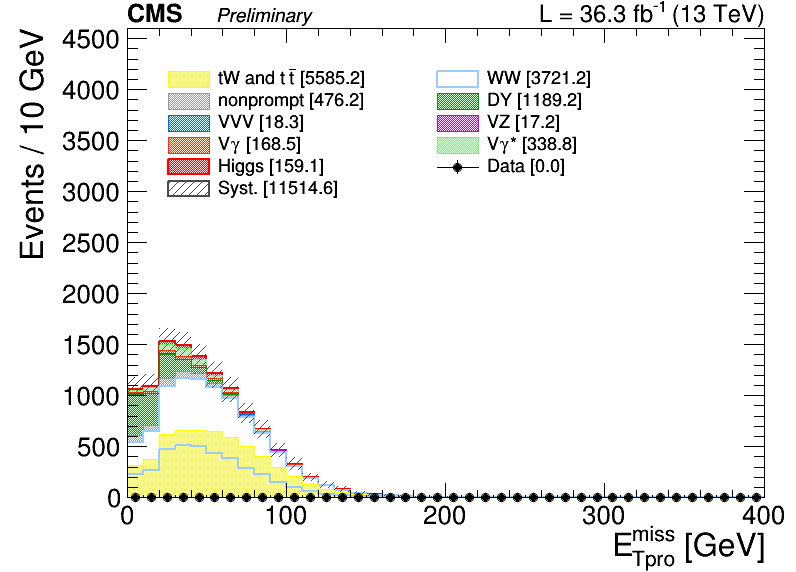 CMS Preliminary L = 36.3 fb⁻¹ (13 TeV)
Events / 10 GeV
4500
4000
3500
3000
2500
2000
1500
1000
500
0
tW and tt̄ [5585.2]
nonprompt [476.2]
VVV [18.3]
Vγ [168.5]
Higgs [159.1]
Syst. [11514.6]
WW [3721.2]
DY [1189.2]
VZ [17.2]
Vγ* [338.8]
Data [0.0]
0 100 200 300 400
E_Tpro^miss [GeV]